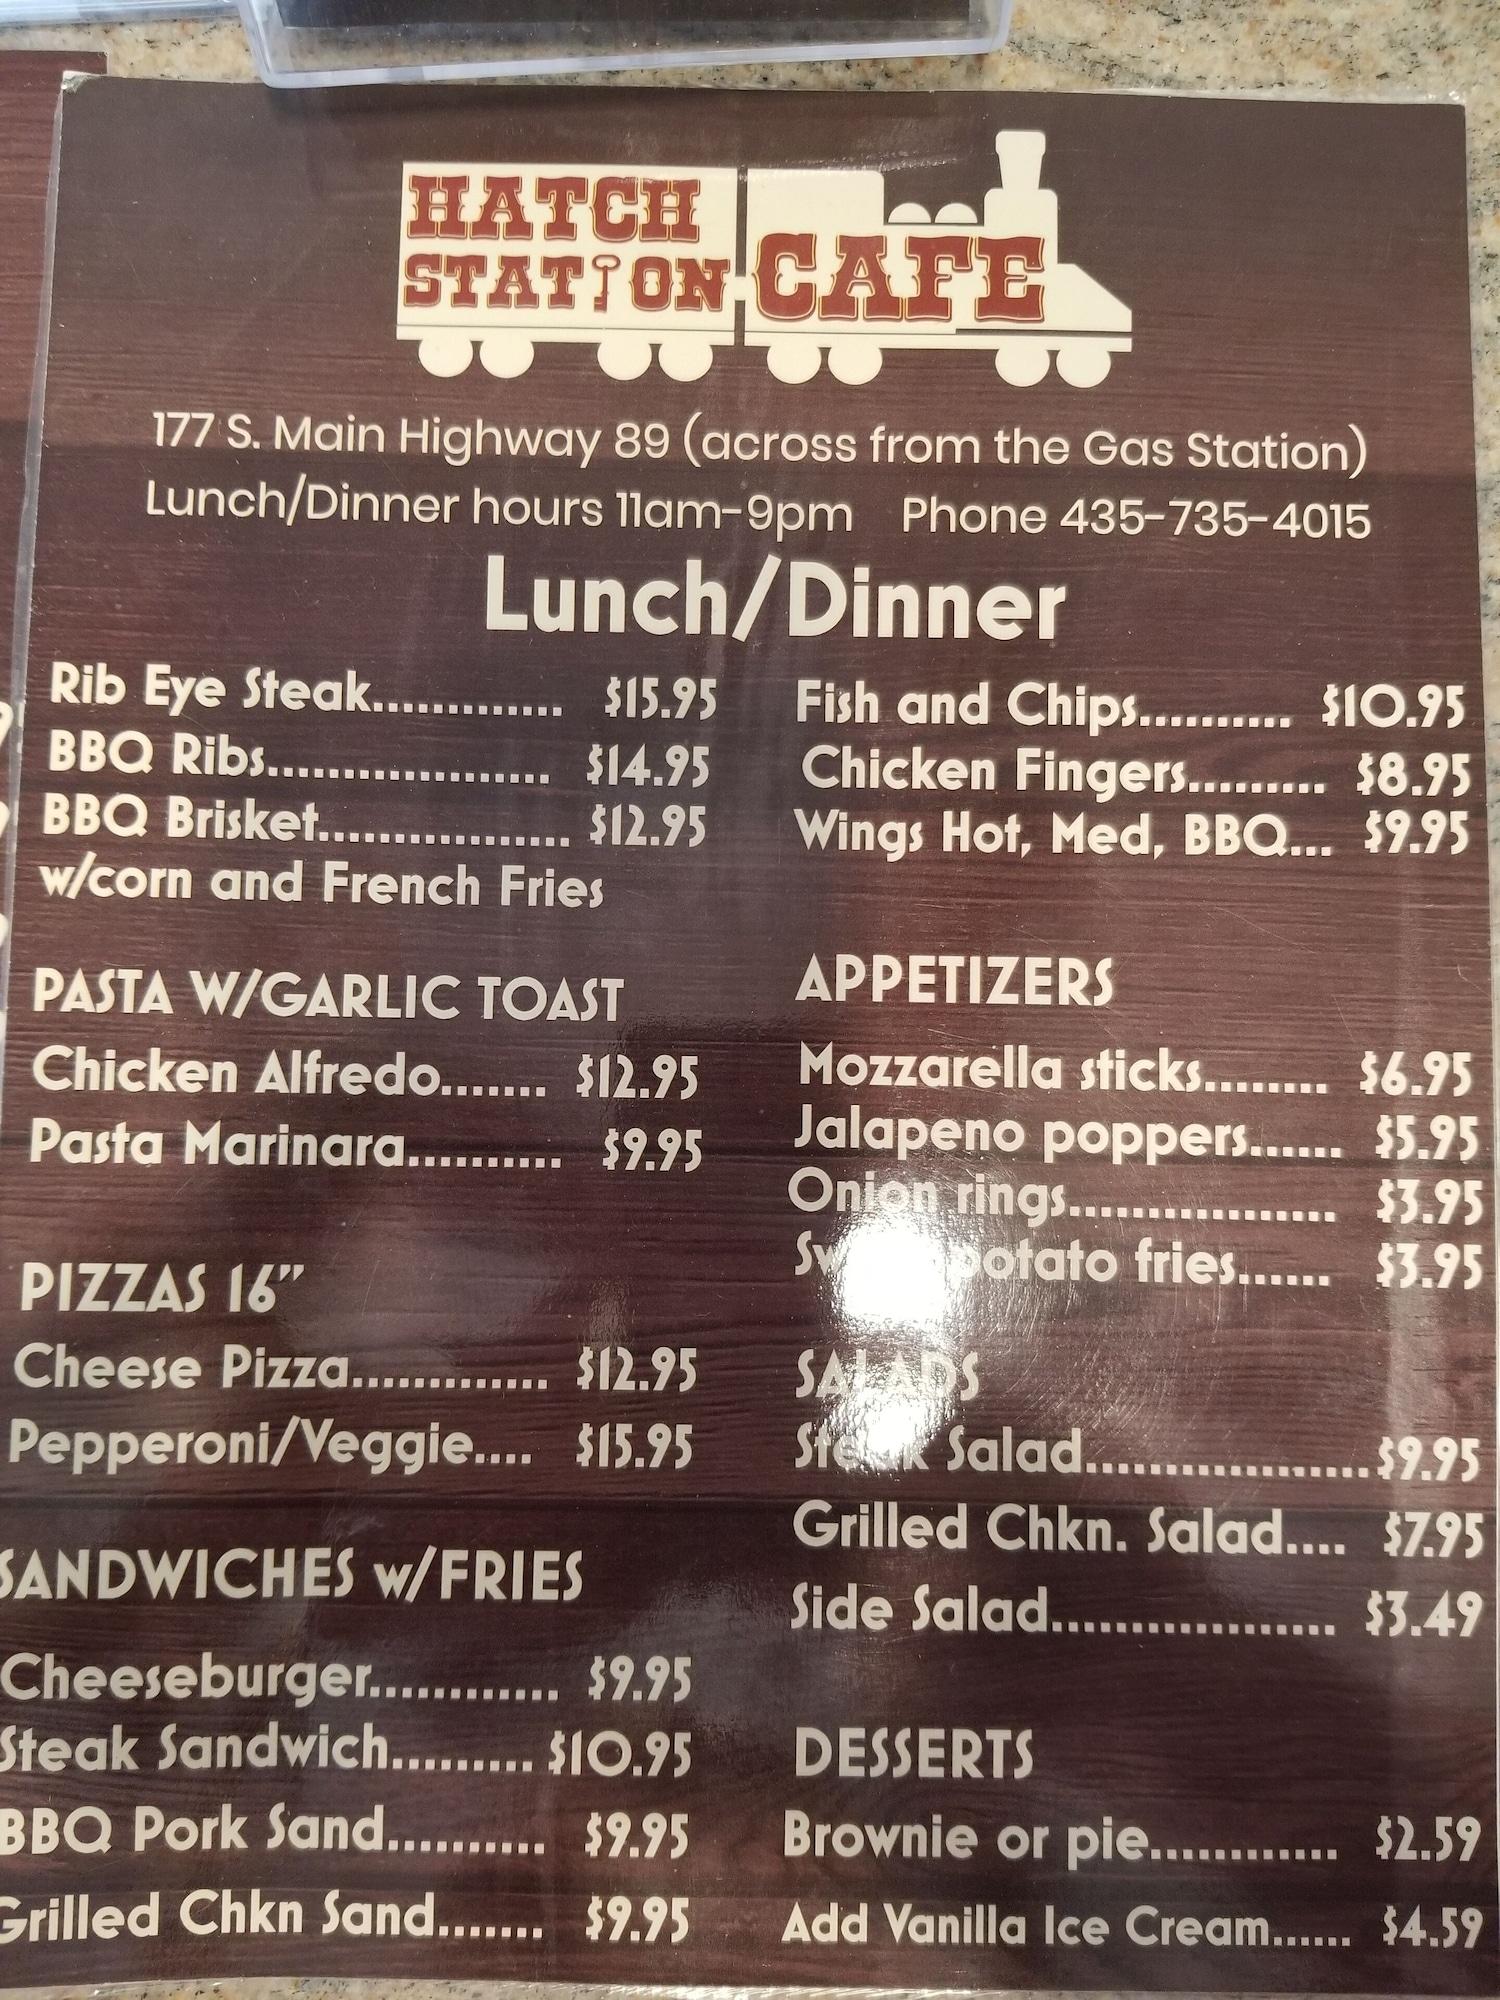 HATCH
STATION CAFE
177 S. Main Highway 89 (across from the Gas Station)
Lunch/Dinner hours 11am-9pm Phone 435-735-4015
Lunch/Dinner
Rib Eye Steak............. $15.95
BBQ Ribs................... $14.95
BBQ Brisket................. $12.95
w/corn and French Fries
PASTA W/GARLIC TOAST
Chicken Alfredo....... $12.95
Pasta Marinara.......... $9.95
PIZZAS 16”
Cheese Pizza............. $12.95
Pepperoni/Veggie.... $15.95
SANDWICHES w/FRIES
Cheeseburger............ $9.95
Steak Sandwich......... $10.95
BBQ Pork Sand.......... $9.95
Grilled Chkn Sand....... $9.95
Fish and Chips.......... $10.95
Chicken Fingers......... $8.95
Wings Hot, Med, BBQ... $9.95
APPETIZERS
Mozzarella sticks........ $6.95
Jalapeno poppers...... $5.95
Onion rings.................. $3.95
Sweet potato fries...... $3.95
SALADS
Steak Salad....................$9.95
Grilled Chkn. Salad.... $7.95
Side Salad................... $3.49
DESSERTS
Brownie or pie............. $2.59
Add Vanilla Ice Cream...... $4.59